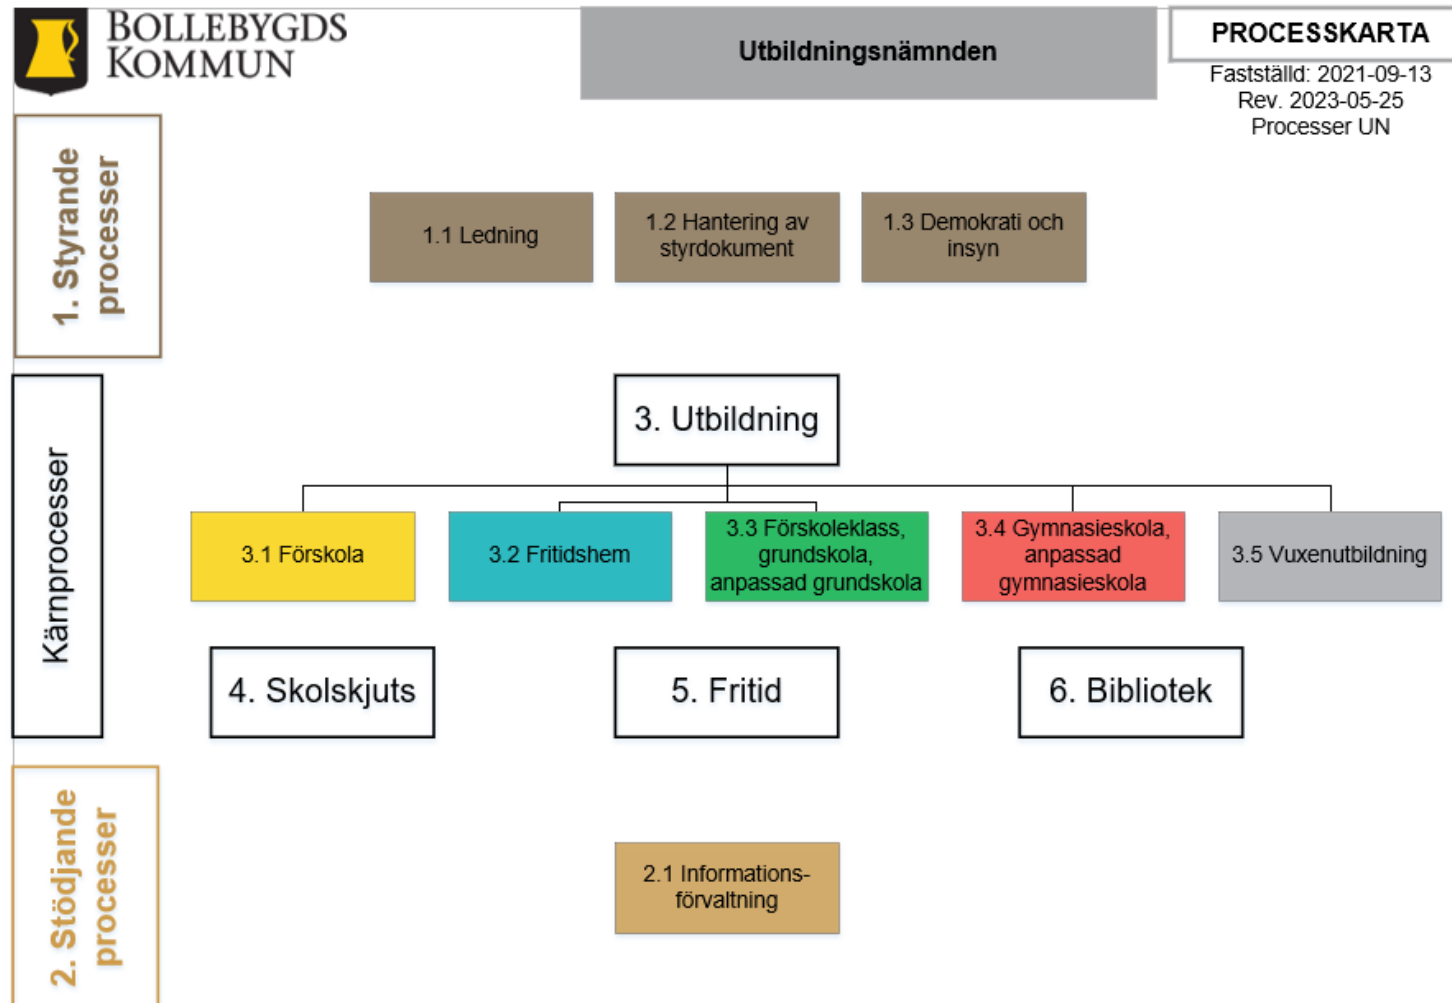 BOLLEBYGDS
KOMMUN
Utbildningsnämnden
PROCESSKARTA
Fastställd: 2021-09-13
Rev. 2023-05-25
Processer UN
1. Styrande
processer
1.1 Ledning
1.2 Hantering av
styrdokument
1.3 Demokrati och
insyn
Kärnprocesser
3. Utbildning
3.1 Förskola
3.2 Fritidshem
3.3 Förskoleklass,
grundskola,
anpassad grundskola
3.4 Gymnasieskola,
anpassad
gymnasieskola
3.5 Vuxenutbildning
4. Skolskjuts
5. Fritid
6. Bibliotek
2. Stödjande
processer
2.1 Informations-
förvaltning